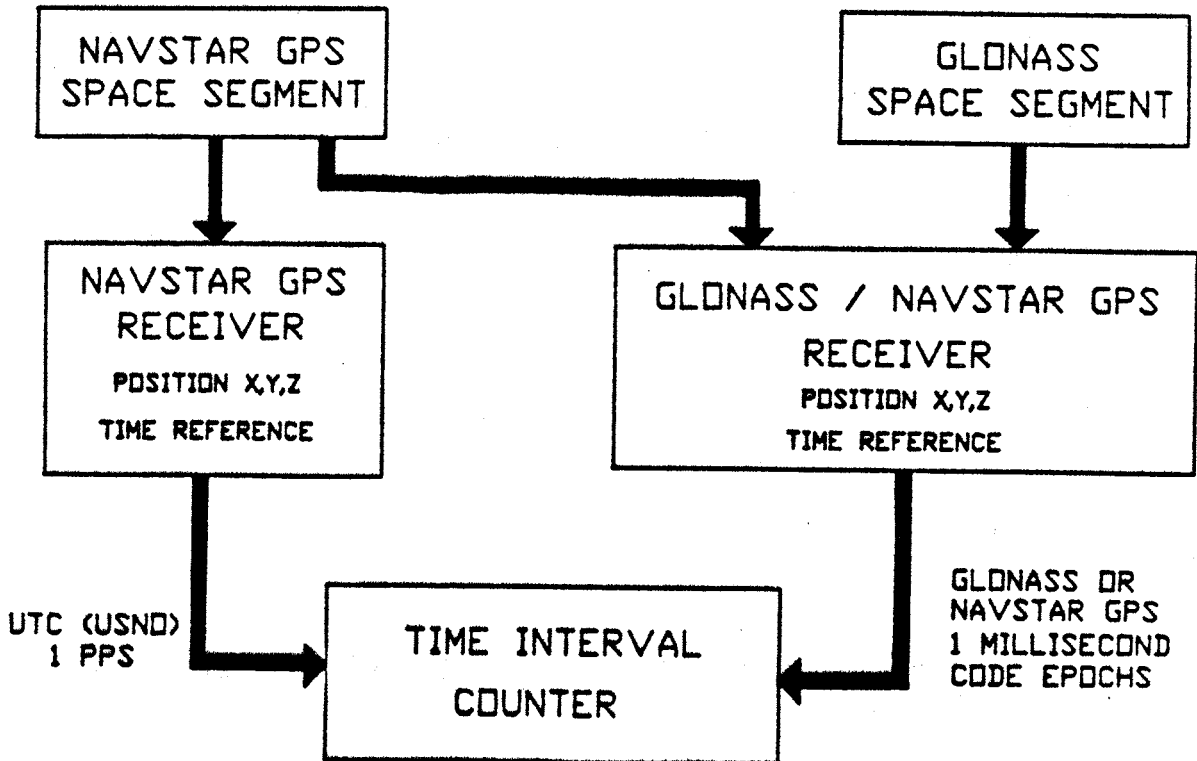 NAVSTAR GPS
SPACE SEGMENT
GLONASS
SPACE SEGMENT
NAVSTAR GPS
RECEIVER
POSITION X,Y,Z
TIME REFERENCE
GLONASS / NAVSTAR GPS
RECEIVER
POSITION X,Y,Z
TIME REFERENCE
UTC (USNO)
1 PPS
TIME INTERVAL
COUNTER
GLONASS OR
NAVSTAR GPS
1 MILLISECOND
CODE EPOCHS